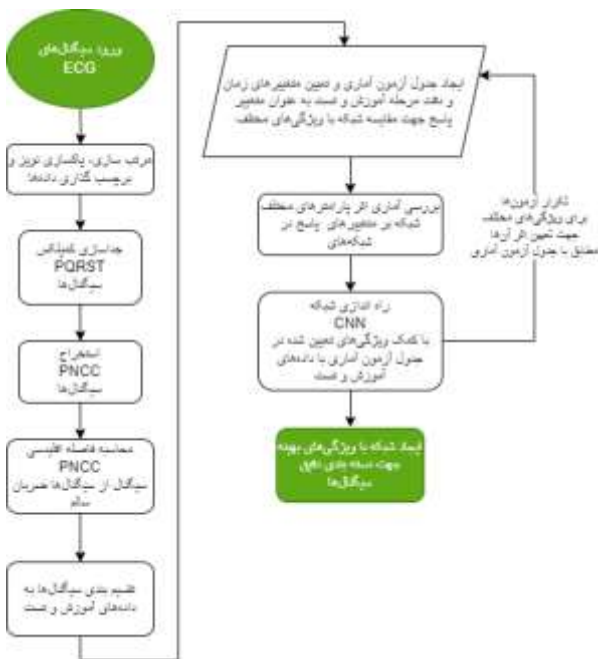 ورود سیگنال‌های
ECG
مرتب سازی، پاکسازی نویز و
برچسب گذاری داده‌ها
جداسازی کمپلکس
PQRST
سیگنال‌ها
استخراج
PNCC
سیگنال‌ها
محاسبه فاصله اقلیدسی
PNCC
سیگنال از سیگنال‌ها ضربان
سالم
تقسیم بندی سیگنال‌ها به
داده‌های آموزش و تست
ایجاد جدول آزمون آماری و تعیین متغیرهای زمان
و دقت مرحله آموزش و تست به عنوان متغیر
پاسخ جهت مقایسه شبکه با ویژگی‌های مختلف
بررسی آماری اثر پارامترهای مختلف
شبکه بر متغیرهای پاسخ در
شبکه‌های
راه اندازی شبکه
CNN
با کمک ویژگی‌های تعیین شده در
جدول آزمون آماری با داده‌های
آموزش و تست
تکرار آزمون‌ها
برای ویژگی‌های مختلف
جهت تعیین اثر آن‌ها
مطابق با جدول آزمون آماری
ایجاد شبکه با ویژگی‌های بهینه
جهت دسته بندی دقیق
سیگنال‌ها